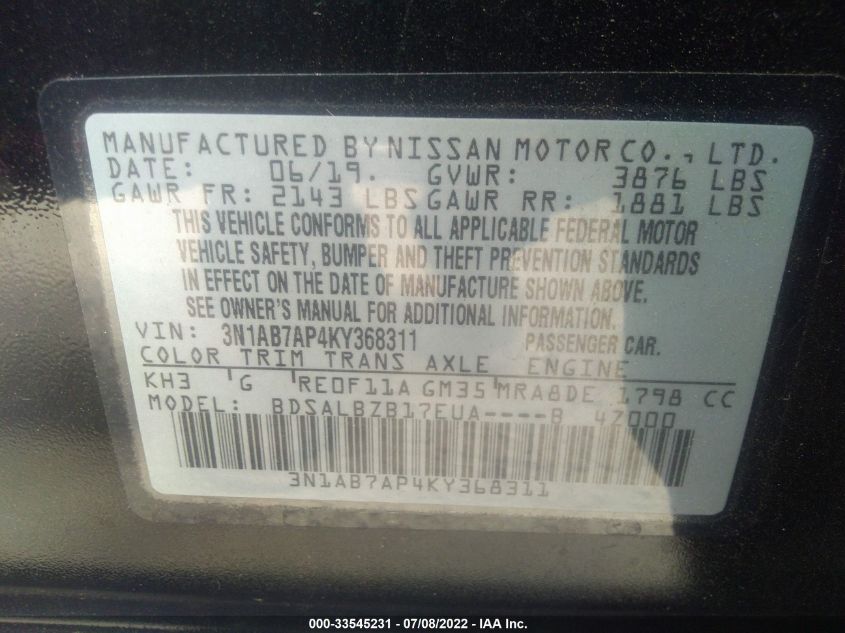 MANUFACTURED BY NISSAN MOTOR CO., LTD.
DATE: 06/19. GVWR: 3876 LBS
GAWR FR: 2143 LBS GAWR RR: 1881 LBS
THIS VEHICLE CONFORMS TO ALL APPLICABLE FEDERAL MOTOR
VEHICLE SAFETY, BUMPER AND THEFT PREVENTION STANDARDS
IN EFFECT ON THE DATE OF MANUFACTURE SHOWN ABOVE.
SEE OWNER'S MANUAL FOR ADDITIONAL INFORMATION.
VIN: 3N1AB7AP4KY368311 PASSENGER CAR.
COLOR TRIM TRANS AXLE ENGINE
KH3 G RE0F11A GM35 MRA8DE 1798 CC
MODEL: BDSALBZB17EUA----B 47000
3N1AB7AP4KY368311
000-33545231 - 07/08/2022 - IAA Inc.